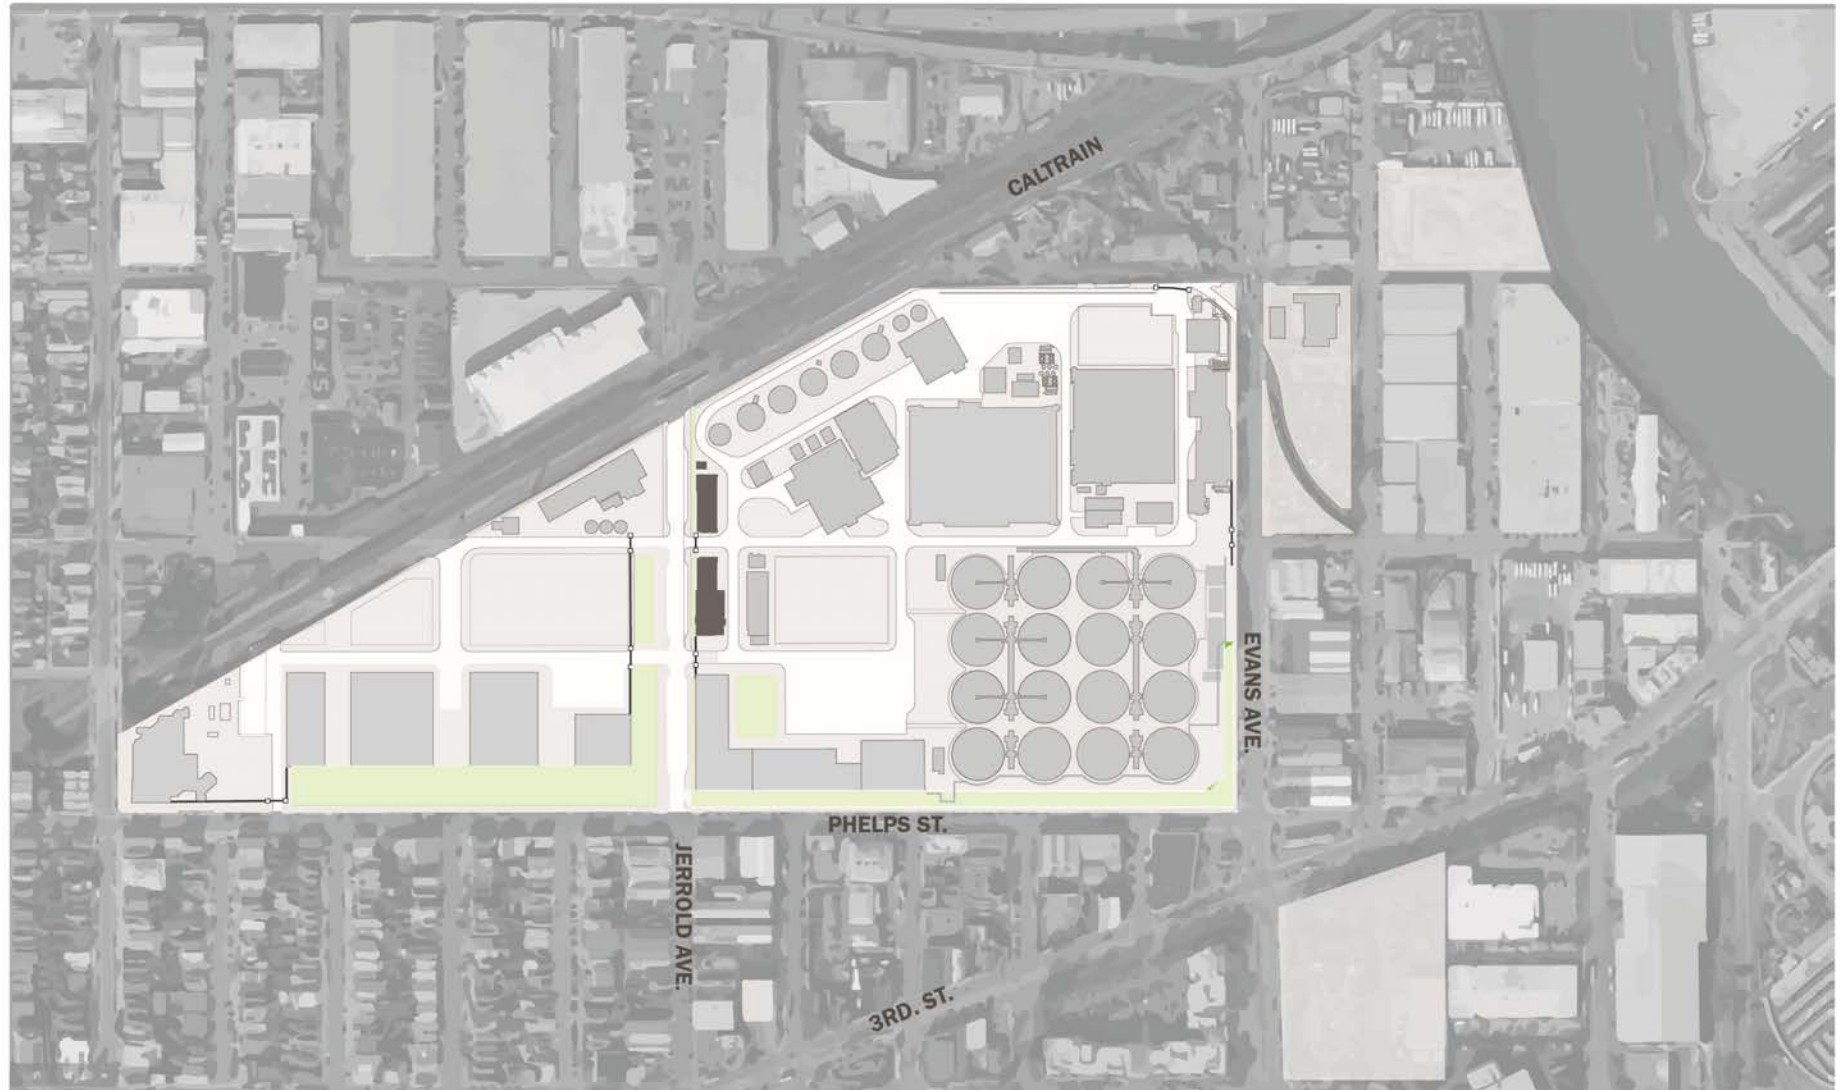 CALTRAIN
EVANS AVE.
PHELPS ST.
JERROLD AVE.
3RD. ST.